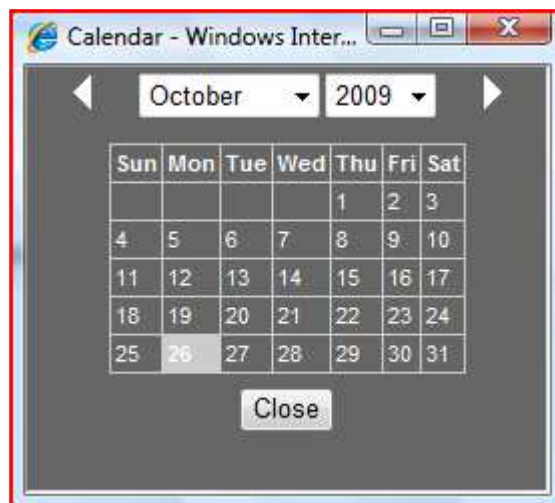 Calendar - Windows Inter...
October 2009
Sun Mon Tue Wed Thu Fri Sat
1 2 3
4 5 6 7 8 9 10
11 12 13 14 15 16 17
18 19 20 21 22 23 24
25 26 27 28 29 30 31
Close